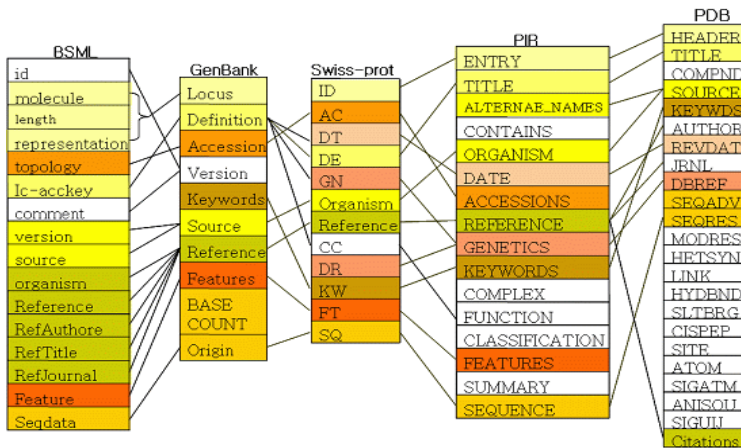 BSML
id
molecule
length
representation
topology
lc-acckey
comment
version
source
organism
Reference
RefAuthore
RefTitle
RefJournal
Feature
Seqdata
GenBank
Locus
Definition
Accession
Version
Keywords
Source
Reference
Features
BASE
COUNT
Origin
Swiss-prot
ID
AC
DT
DE
GN
Organism
Reference
CC
DR
KW
FT
SQ
PIR
ENTRY
TITLE
ALTERNAE_NAMES
CONTAINS
ORGANISM
DATE
ACCESSIONS
REFERENCE
GENETICS
KEYWORDS
COMPLEX
FUNCTION
CLASSIFICATION
FEATURES
SUMMARY
SEQUENCE
PDB
HEADER
TITLE
COMPND
SOURCE
KEYWDS
AUTHOR
REVDAT
JRNL
DBREF
SEQADV
SEQRES
MODRES
HETSYN
LINK
HYDBND
SLTBRG
CISPEP
SITE
ATOM
SIGATM
ANISOU
SIGUIJ
Citations